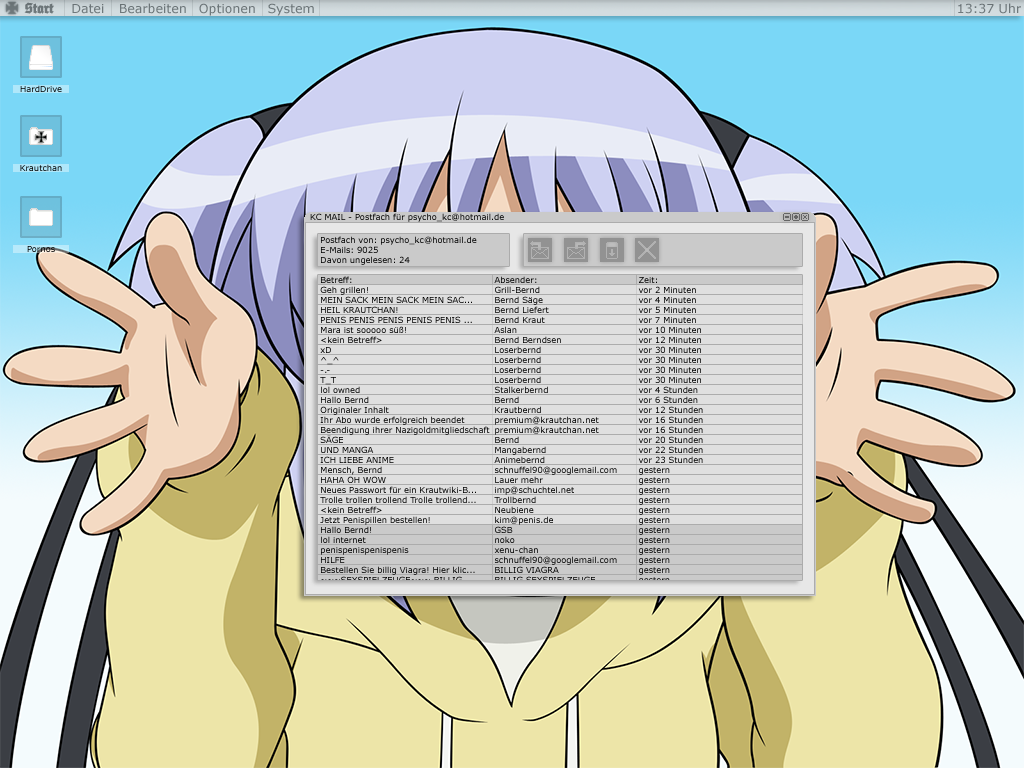 Start Datei Bearbeiten Optionen System 13:37 Uhr
HardDrive
Krautchan
Pornos
KC MAIL - Postfach für psycho_kc@hotmail.de
Postfach von: psycho_kc@hotmail.de
E-Mails: 9025
Davon ungelesen: 24
Betreff: Absender: Zeit:
Geh grillen! Grill-Bernd vor 2 Minuten
MEIN SACK MEIN SACK MEIN SAC... Bernd Säge vor 4 Minuten
HEIL KRAUTCHAN! Bernd Liefert vor 5 Minuten
PENIS PENIS PENIS PENIS PENIS ... Bernd Kraut vor 7 Minuten
Mara ist sooooo süß! Aslan vor 10 Minuten
<kein Betreff> Bernd Berndsen vor 12 Minuten
xD Loserbernd vor 30 Minuten
^_^ Loserbernd vor 30 Minuten
-.- Loserbernd vor 30 Minuten
T_T Loserbernd vor 30 Minuten
lol owned Stalkerbernd vor 4 Stunden
Hallo Bernd Bernd vor 6 Stunden
Originaler Inhalt Krautbernd vor 12 Stunden
Ihr Abo wurde erfolgreich beendet premium@krautchan.net vor 16 Stunden
Beendigung ihrer Nazigoldmitgliedschaft premium@krautchan.net vor 16 Stunden
SÄGE Bernd vor 20 Stunden
UND MANGA Mangabernd vor 22 Stunden
ICH LIEBE ANIME Animebernd vor 23 Stunden
Mensch, Bernd schnuffel90@googlemail.com gestern
HAHA OH WOW Lauer mehr gestern
Neues Passwort für ein Krautwiki-B... imp@schuchtel.net gestern
Trolle trollen trollend Trolle trollend... Trollbernd gestern
<kein Betreff> Neubiene gestern
Jetzt Penispillen bestellen! kim@penis.de gestern
Hallo Bernd! GSB gestern
lol internet noko gestern
penispenispenispenis xenu-chan gestern
HILFE schnuffel90@googlemail.com gestern
Bestellen Sie billig Viagra! Hier klic... BILLIG VIAGRA gestern
BILLIG SEXSPIELZEUGE gestern